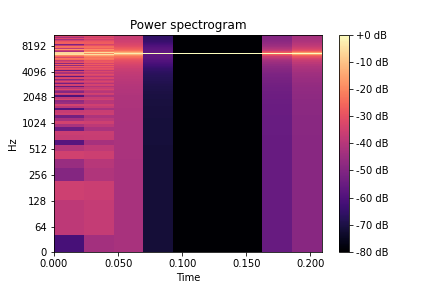 Power spectrogram
Hz
8192
4096
2048
1024
512
256
128
64
0
0.000 0.050 0.100 0.150 0.200
Time
+0 dB
-10 dB
-20 dB
-30 dB
-40 dB
-50 dB
-60 dB
-70 dB
-80 dB